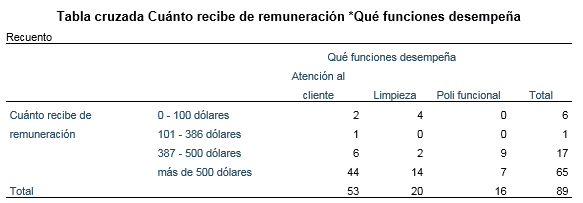 Tabla cruzada Cuánto recibe de remuneración *Qué funciones desempeña
Recuento
Qué funciones desempeña
Atención al cliente Limpieza Poli funcional Total
Cuánto recibe de remuneración 0 - 100 dólares 2 4 0 6
101 - 386 dólares 1 0 0 1
387 - 500 dólares 6 2 9 17
más de 500 dólares 44 14 7 65
Total 53 20 16 89